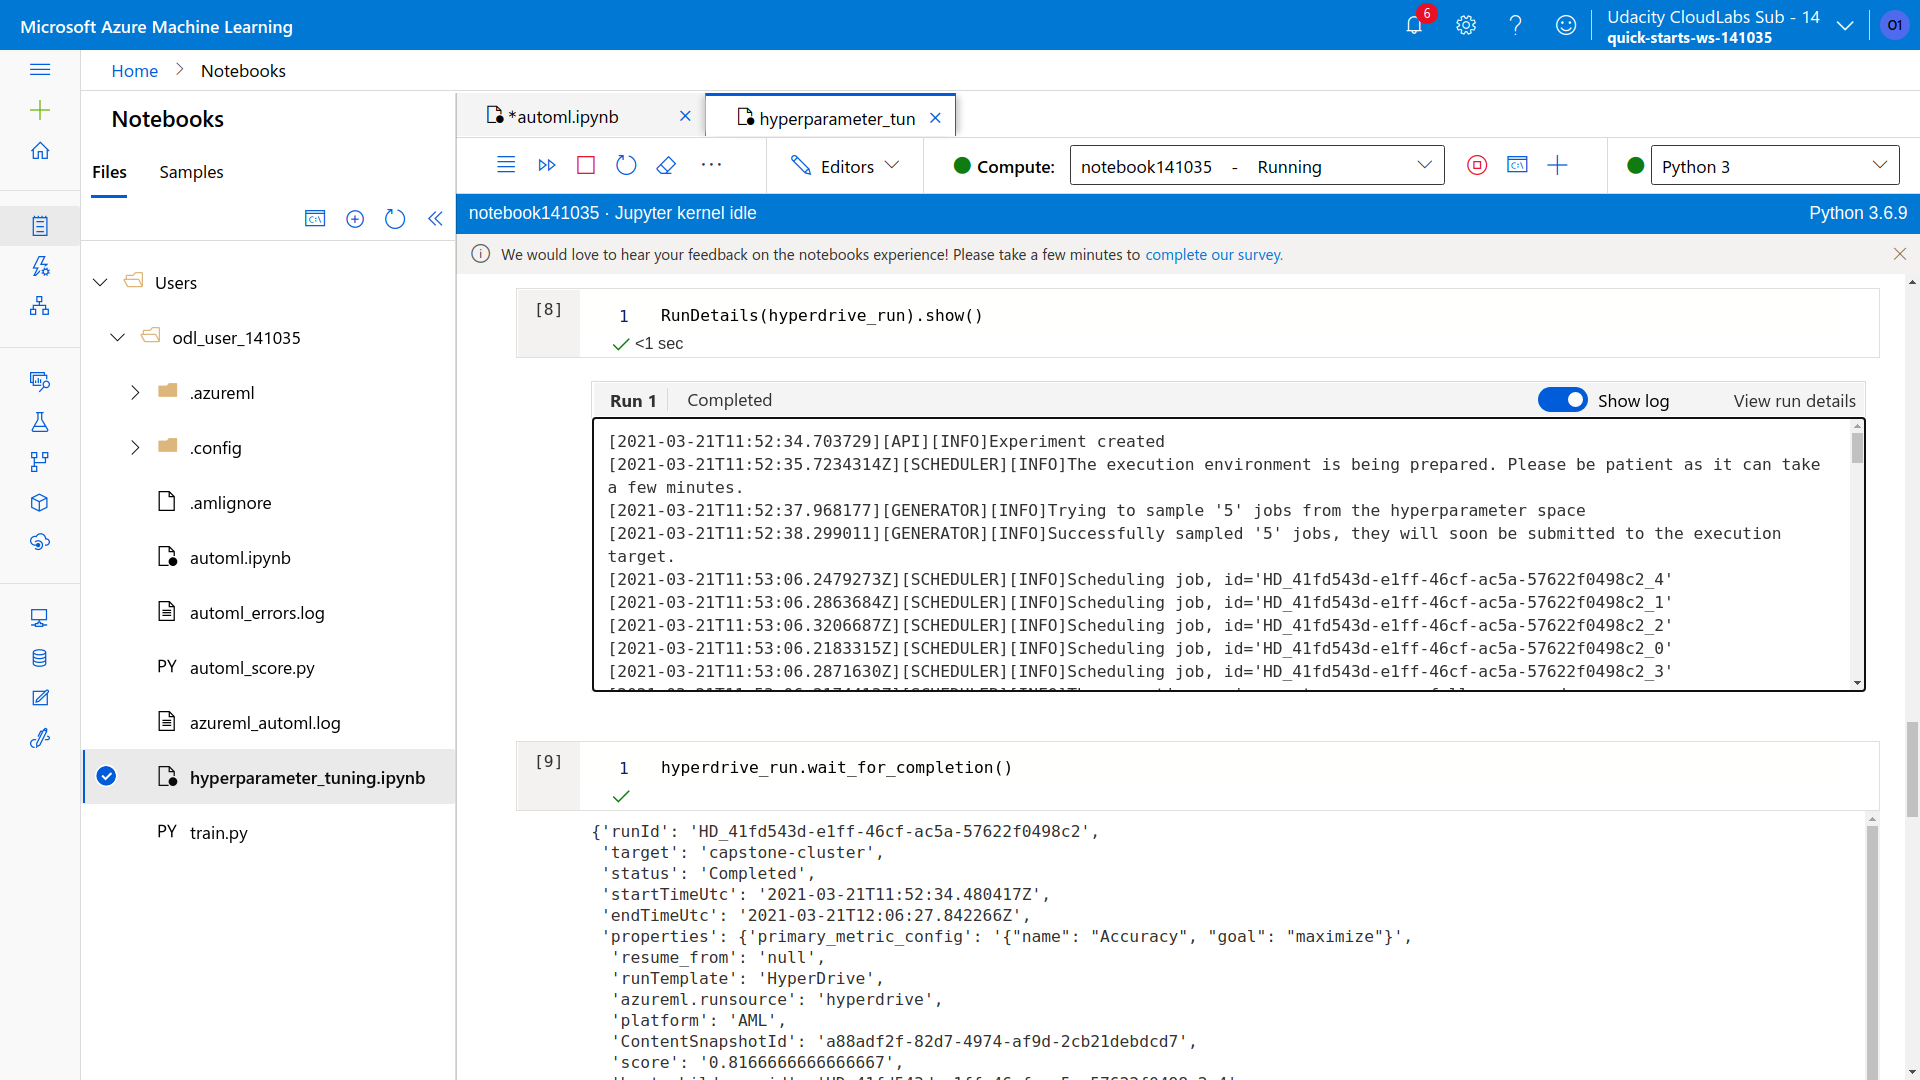 Microsoft Azure Machine Learning
6
Udacity CloudLabs Sub - 14
quick-starts-ws-141035
O1
Home
Notebooks
Notebooks
Files
Samples
Users
odl_user_141035
.azureml
.config
.amlignore
automl.ipynb
automl_errors.log
PY automl_score.py
azureml_automl.log
hyperparameter_tuning.ipynb
PY train.py
*automl.ipynb
hyperparameter_tun
Editors
Compute:
notebook141035 - Running
Python 3
notebook141035 · Jupyter kernel idle
Python 3.6.9
We would love to hear your feedback on the notebooks experience! Please take a few minutes to complete our survey.
[8]
1 RunDetails(hyperdrive_run).show()
<1 sec
Run 1
Completed
Show log
View run details
[2021-03-21T11:52:34.703729][API][INFO]Experiment created
[2021-03-21T11:52:35.7234314Z][SCHEDULER][INFO]The execution environment is being prepared. Please be patient as it can take
a few minutes.
[2021-03-21T11:52:37.968177][GENERATOR][INFO]Trying to sample '5' jobs from the hyperparameter space
[2021-03-21T11:52:38.299011][GENERATOR][INFO]Successfully sampled '5' jobs, they will soon be submitted to the execution
target.
[2021-03-21T11:53:06.2479273Z][SCHEDULER][INFO]Scheduling job, id='HD_41fd543d-e1ff-46cf-ac5a-57622f0498c2_4'
[2021-03-21T11:53:06.2863684Z][SCHEDULER][INFO]Scheduling job, id='HD_41fd543d-e1ff-46cf-ac5a-57622f0498c2_1'
[2021-03-21T11:53:06.3206687Z][SCHEDULER][INFO]Scheduling job, id='HD_41fd543d-e1ff-46cf-ac5a-57622f0498c2_2'
[2021-03-21T11:53:06.2183315Z][SCHEDULER][INFO]Scheduling job, id='HD_41fd543d-e1ff-46cf-ac5a-57622f0498c2_0'
[2021-03-21T11:53:06.2871630Z][SCHEDULER][INFO]Scheduling job, id='HD_41fd543d-e1ff-46cf-ac5a-57622f0498c2_3'
[9]
1 hyperdrive_run.wait_for_completion()
{'runId': 'HD_41fd543d-e1ff-46cf-ac5a-57622f0498c2',
'target': 'capstone-cluster',
'status': 'Completed',
'startTimeUtc': '2021-03-21T11:52:34.480417Z',
'endTimeUtc': '2021-03-21T12:06:27.842266Z',
'properties': {'primary_metric_config': '{"name": "Accuracy", "goal": "maximize"}',
'resume_from': 'null',
'runTemplate': 'HyperDrive',
'azureml.runsource': 'hyperdrive',
'platform': 'AML',
'ContentSnapshotId': 'a88adf2f-82d7-4974-af9d-2cb21debdcd7',
'score': '0.8166666666666667',